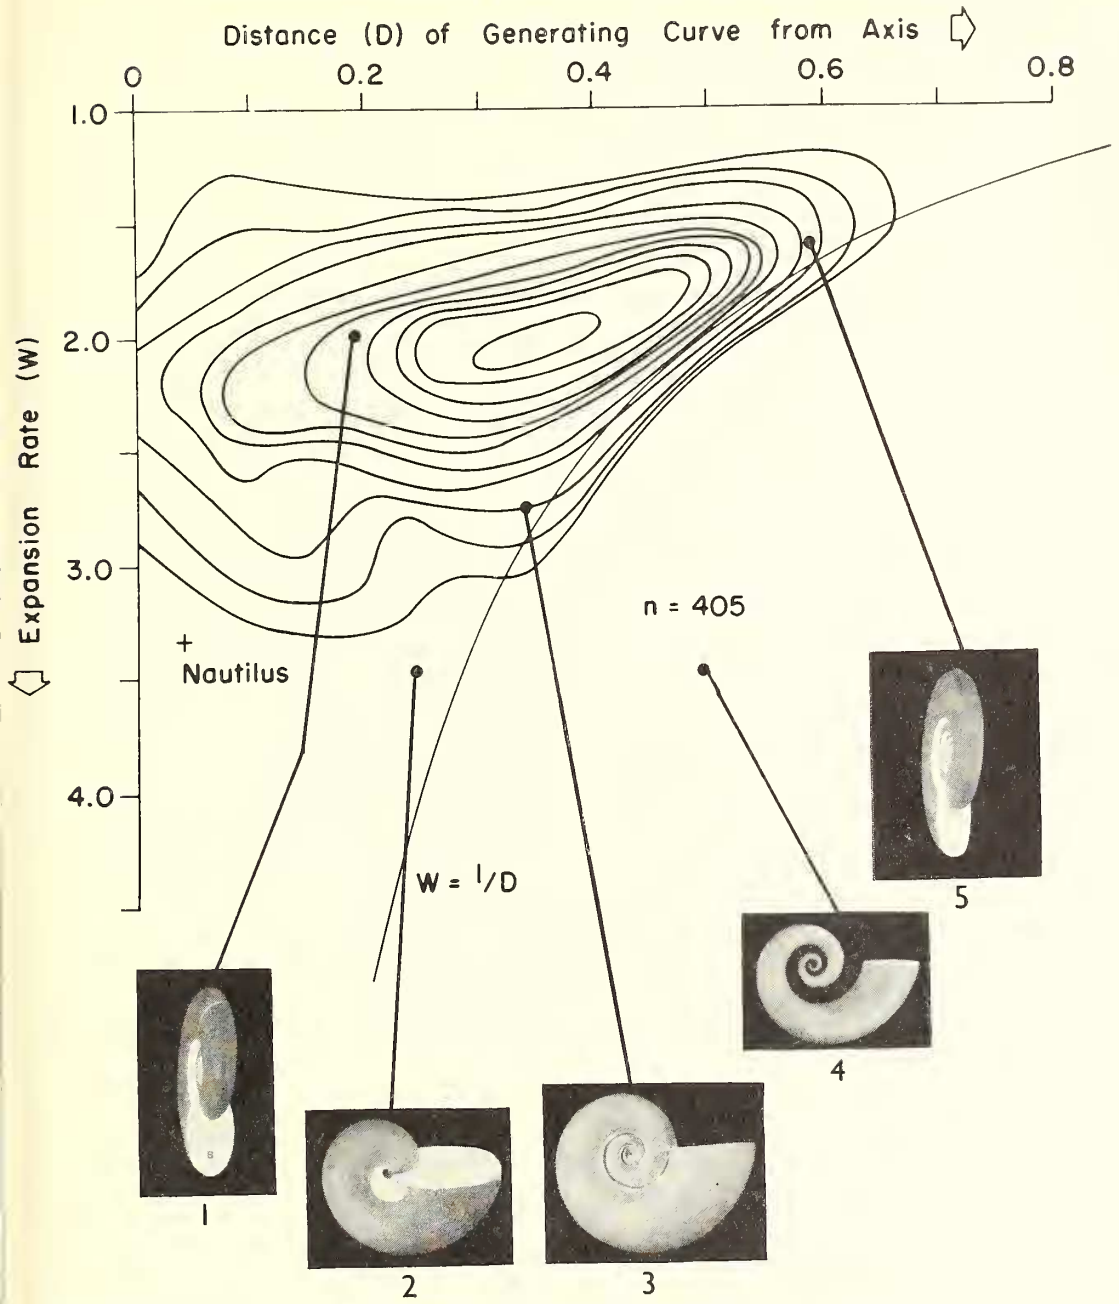 Distance (D) of Generating Curve from Axis
0 0.2 0.4 0.6 0.8
1.0
2.0
Expansion Rate (W)
3.0
n = 405
+
Nautilus
4.0
W = 1/D
5
4
1
2
3